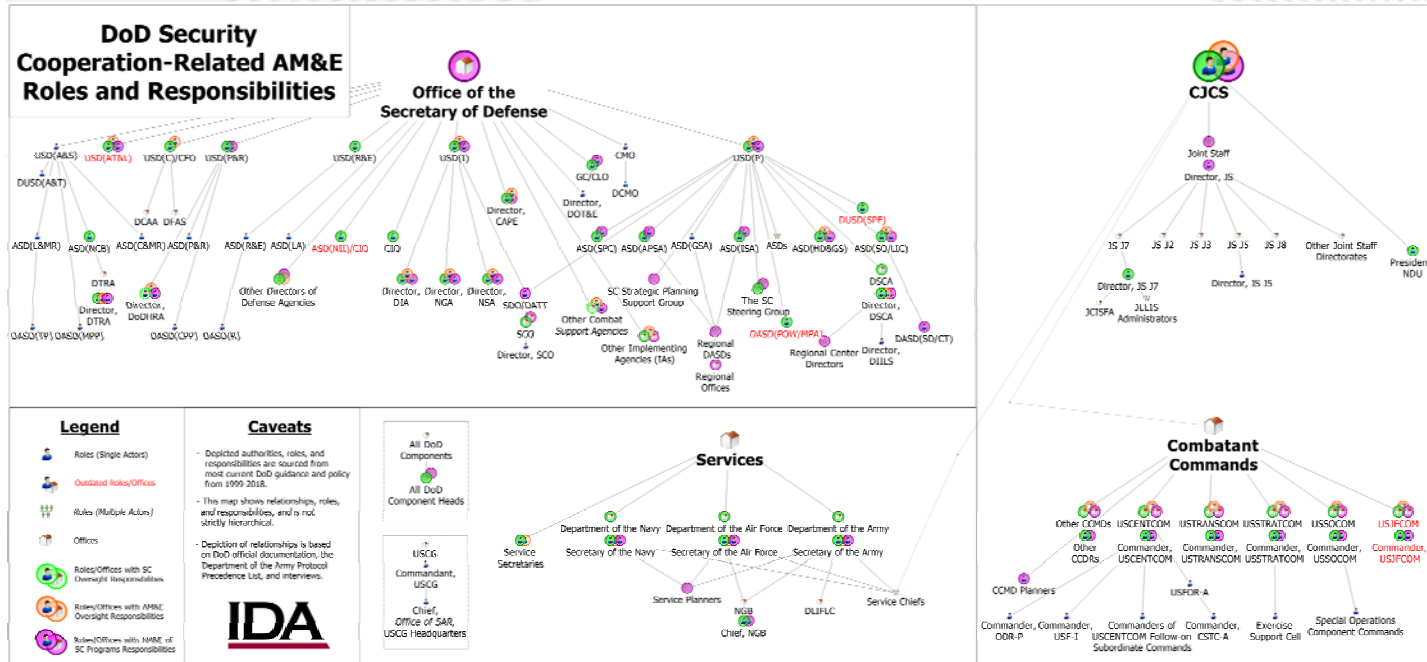 DoD Security
Cooperation-Related AM&E
Roles and Responsibilities
Office of the
Secretary of Defense
USD(A&S)
USD(AT&L)
USD(C)/CFO
USD(P&R)
USD(R&E)
USD(I)
GC/CLO
CMO
USD(P)
DUSD(A&T)
Director,
CAPE
Director,
DOT&E
DCMO
DCAA
DFAS
DUSD(SPF)
ASD(L&MR)
ASD(NCB)
ASD(C&MR)
ASD(P&R)
ASD(R&E)
ASD(LA)
ASD(NII)/CIO
CIO
ASD(SPC)
ASD(APSA)
ASD(GSA)
ASD(ISA)
ASDs
ASD(HD&GS)
ASD(SO/LIC)
DTRA
Director,
DTRA
Director,
DoDHRA
Other Directors of
Defense Agencies
Director,
DIA
Director,
NGA
Director,
NSA
SDO/DATT
SC Strategic Planning
Support Group
The SC
Steering Group
DSCA
Director,
DSCA
Other Combat
Support Agencies
DASD(MPP)
DASD(CPP)
DASD(R)
SCO
Director, SCO
Other Implementing
Agencies (IAs)
Regional
DASDs
DASD(POW/MPA)
Regional Center
Directors
Director,
DIILS
DASD(SO/CT)
Regional
Offices
CJCS
Joint Staff
Director, JS
JS J7
JS J2
JS J3
JS J5
JS J8
Other Joint Staff
Directorates
President,
NDU
Director, JS J7
Director, JS J5
JCISFA
JLLIS
Administrators
Legend
Roles (Single Actors)
Outdated Roles/Offices
Roles (Multiple Actors)
Offices
Roles/Offices with SC
Oversight Responsibilities
Roles/Offices with AM&E
Oversight Responsibilities
Roles/Offices with AM&E of
SC Programs Responsibilities
Caveats
- Depicted authorities, roles, and
responsibilities are sourced from
most current DoD guidance and policy
from 1999-2018.
- This map shows relationships, roles,
and responsibilities, and is not
strictly hierarchical.
- Depiction of relationships is based
on DoD official documentation, the
Department of the Army Protocol
Precedence List, and interviews.
IDA
All DoD
Components
All DoD
Component Heads
USCG
Commandant,
USCG
Chief,
Office of SAR,
USCG Headquarters
Services
Department of the Navy
Department of the Air Force
Department of the Army
Service
Secretaries
Secretary of the Navy
Secretary of the Air Force
Secretary of the Army
Service Planners
NGB
Chief, NGB
DLIFLC
Service Chiefs
Combatant
Commands
Other CCMDs
USCENTCOM
USTRANSCOM
USSTRATCOM
USSOCOM
USJFCOM
Other
CCDRs
Commander,
USCENTCOM
Commander,
USTRANSCOM
Commander,
USSTRATCOM
Commander,
USSOCOM
Commander,
USJFCOM
CCMD Planners
USFOR-A
Commander,
ODR-P
Commander,
USF-I
Commanders of
USCENTCOM Follow-on
Subordinate Commands
Commander,
CSTC-A
Exercise
Support Cell
Special Operations
Component Commands